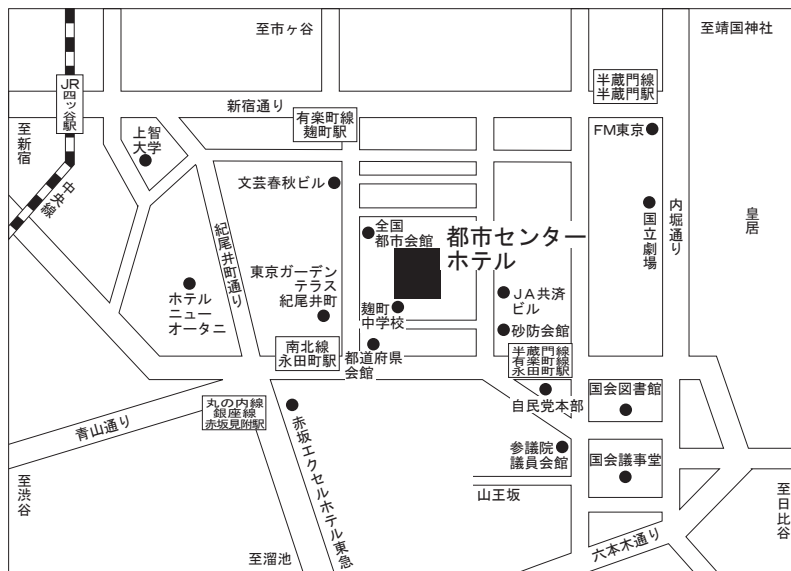 至市ヶ谷
至靖国神社
JR四ッ谷駅
半蔵門線
半蔵門駅
新宿通り
有楽町線
麹町駅
至新宿
上智
大学
FM東京
中央線
文芸春秋ビル
紀尾井町通り
全国
都市会館
都市センター
ホテル
国立劇場
内堀通り
皇居
東京ガーデン
テラス
紀尾井町
ホテル
ニュー
オータニ
麹町
中学校
JA共済
ビル
砂防会館
南北線
永田町駅
都道府県
会館
半蔵門線
有楽町線
永田町駅
丸の内線
銀座線
赤坂見附駅
自民党本部
国会図書館
青山通り
赤坂エクセルホテル東急
参議院
議員会館
国会議事堂
至渋谷
山王坂
至日比谷
至溜池
六本木通り